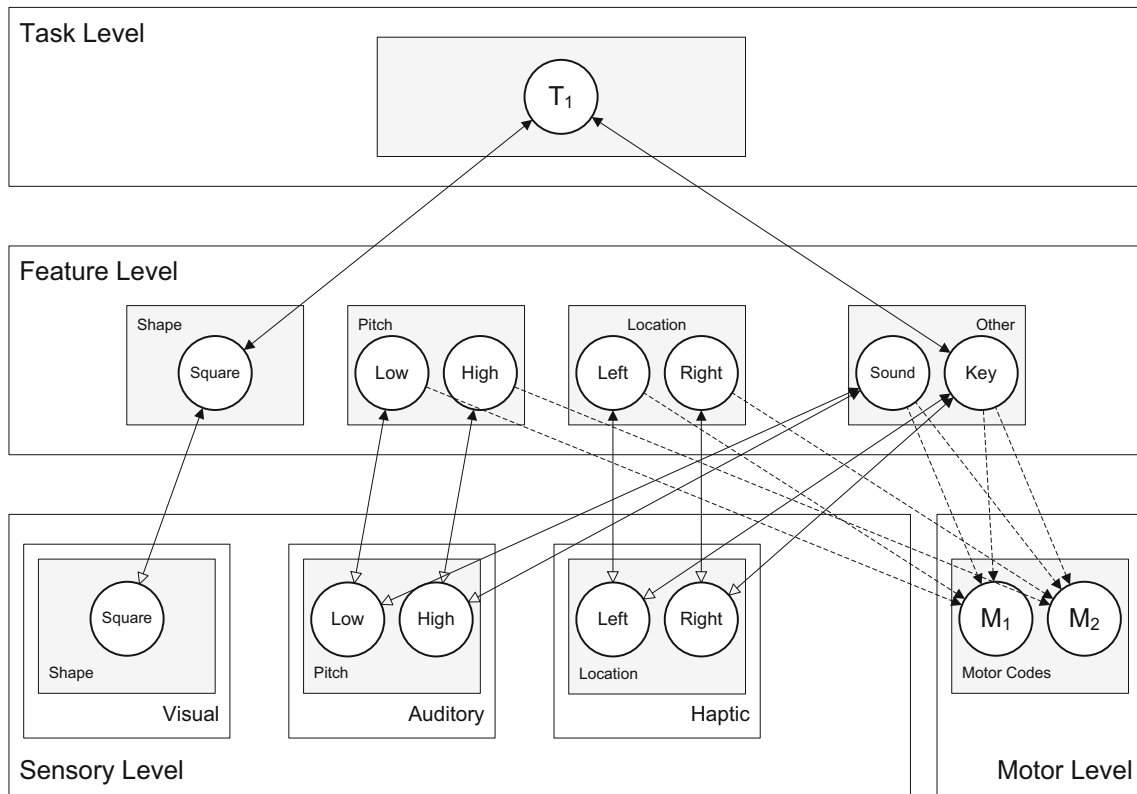 Task Level
T₁
Feature Level
Shape
Square
Pitch
Low
High
Location
Left
Right
Other
Sound
Key
Square
Shape
Visual
Low
High
Pitch
Auditory
Left
Right
Location
Haptic
Sensory Level
M₁
M₂
Motor Codes
Motor Level